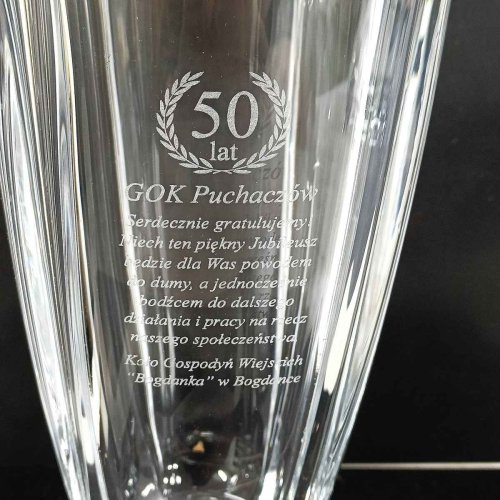 50
lat
GOK Puchaczów
Serdecznie gratulujemy!
Niech ten piękny Jubileusz
będzie dla Was powodem
do dumy, a jednocześnie
bodźcem do dalszego
działania i pracy na rzecz
naszego społeczeństwa.
Koło Gospodyń Wiejskich
"Bogdanka" w Bogdance